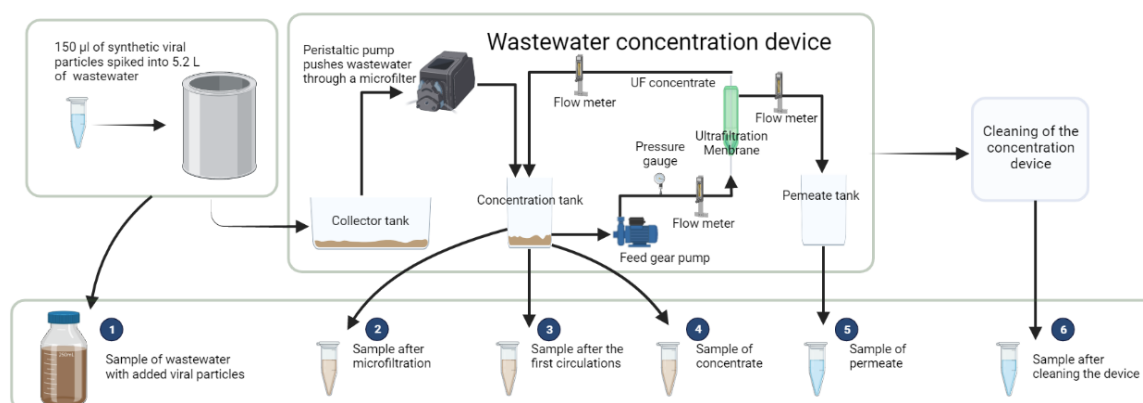 150 µl of synthetic viral
particles spiked into 5.2 L
of wastewater
Peristaltic pump
pushes wastewater
through a microfilter
Wastewater concentration device
Flow meter
UF concentrate
Flow meter
Ultrafiltration
Menbrane
Pressure
gauge
Flow meter
Collector tank
Concentration tank
Feed gear pump
Pemeate tank
Cleaning of the
concentration
device
1
Sample of wastewater
with added viral particles
2
Sample after
microfiltration
3
Sample after the
first circulations
4
Sample of
concentrate
5
Sample of
permeate
6
Sample after
cleaning the device